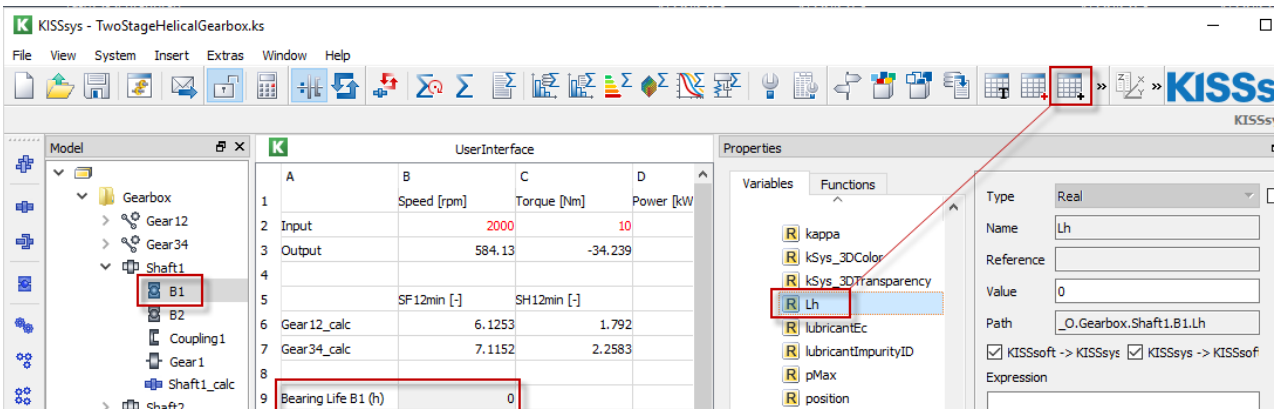 KISSsys - TwoStageHelicalGearbox.ks
File View System Insert Extras Window Help
» » KISSs
KISSsy
Model
UserInterface
Properties
A B C D
1 Speed [rpm] Torque [Nm] Power [kW
2 Input 2000 10
3 Output 584.13 -34.239
4
5 SF12min [-] SH12min [-]
6 Gear12_calc 6.1253 1.792
7 Gear34_calc 7.1152 2.2583
8
9 Bearing Life B1 (h) 0
Gearbox
Gear12
Gear34
Shaft1
B1
B2
Coupling1
Gear1
Shaft1_calc
Shaft2
Variables Functions
R kappa
R kSys_3DColor
R kSys_3DTransparency
R Lh
R lubricantEc
R lubricantImpurityID
R pMax
R position
Type Real
Name Lh
Reference
Value 0
Path _O.Gearbox.Shaft1.B1.Lh
KISSsoft -> KISSsys KISSsys -> KISSsof
Expression